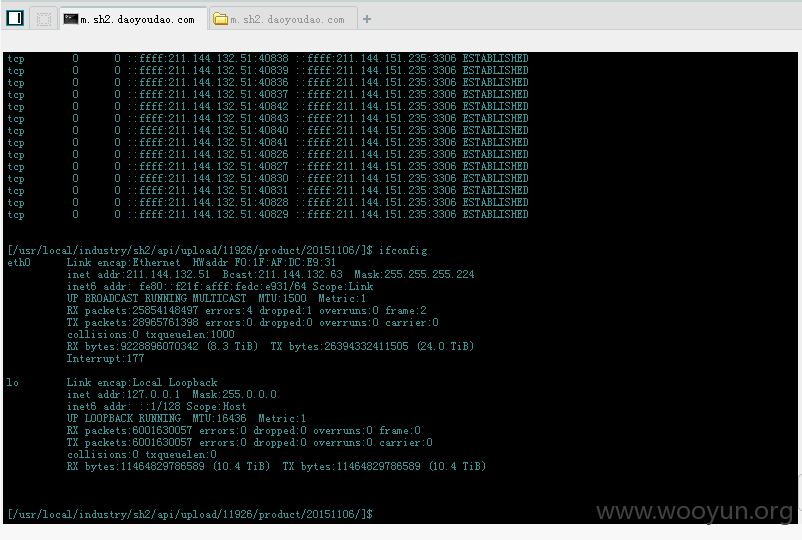 m.sh2.daoyoudao.com m.sh2.daoyoudao.com +
tcp 0 0 ::ffff:211.144.132.51:40838 ::ffff:211.144.151.235:3306 ESTABLISHED
tcp 0 0 ::ffff:211.144.132.51:40839 ::ffff:211.144.151.235:3306 ESTABLISHED
tcp 0 0 ::ffff:211.144.132.51:40836 ::ffff:211.144.151.235:3306 ESTABLISHED
tcp 0 0 ::ffff:211.144.132.51:40837 ::ffff:211.144.151.235:3306 ESTABLISHED
tcp 0 0 ::ffff:211.144.132.51:40842 ::ffff:211.144.151.235:3306 ESTABLISHED
tcp 0 0 ::ffff:211.144.132.51:40843 ::ffff:211.144.151.235:3306 ESTABLISHED
tcp 0 0 ::ffff:211.144.132.51:40840 ::ffff:211.144.151.235:3306 ESTABLISHED
tcp 0 0 ::ffff:211.144.132.51:40841 ::ffff:211.144.151.235:3306 ESTABLISHED
tcp 0 0 ::ffff:211.144.132.51:40826 ::ffff:211.144.151.235:3306 ESTABLISHED
tcp 0 0 ::ffff:211.144.132.51:40827 ::ffff:211.144.151.235:3306 ESTABLISHED
tcp 0 0 ::ffff:211.144.132.51:40830 ::ffff:211.144.151.235:3306 ESTABLISHED
tcp 0 0 ::ffff:211.144.132.51:40831 ::ffff:211.144.151.235:3306 ESTABLISHED
tcp 0 0 ::ffff:211.144.132.51:40828 ::ffff:211.144.151.235:3306 ESTABLISHED
tcp 0 0 ::ffff:211.144.132.51:40829 ::ffff:211.144.151.235:3306 ESTABLISHED
[/usr/local/industry/sh2/api/upload/11926/product/20151106/]$ ifconfig
eth0 Link encap:Ethernet HWaddr F0:1F:AF:DC:E9:31
inet addr:211.144.132.51 Bcast:211.144.132.63 Mask:255.255.255.224
inet6 addr: fe80::f21f:afff:fedc:e931/64 Scope:Link
UP BROADCAST RUNNING MULTICAST MTU:1500 Metric:1
RX packets:25854148497 errors:4 dropped:1 overruns:0 frame:2
TX packets:28965761398 errors:0 dropped:0 overruns:0 carrier:0
collisions:0 txqueuelen:1000
RX bytes:9228896070342 (8.3 TiB) TX bytes:26394332411505 (24.0 TiB)
Interrupt:177
lo Link encap:Local Loopback
inet addr:127.0.0.1 Mask:255.0.0.0
inet6 addr: ::1/128 Scope:Host
UP LOOPBACK RUNNING MTU:16436 Metric:1
RX packets:6001630057 errors:0 dropped:0 overruns:0 frame:0
TX packets:6001630057 errors:0 dropped:0 overruns:0 carrier:0
collisions:0 txqueuelen:0
RX bytes:11464829786589 (10.4 TiB) TX bytes:11464829786589 (10.4 TiB)
[/usr/local/industry/sh2/api/upload/11926/product/20151106/]$
www.wooyun.org